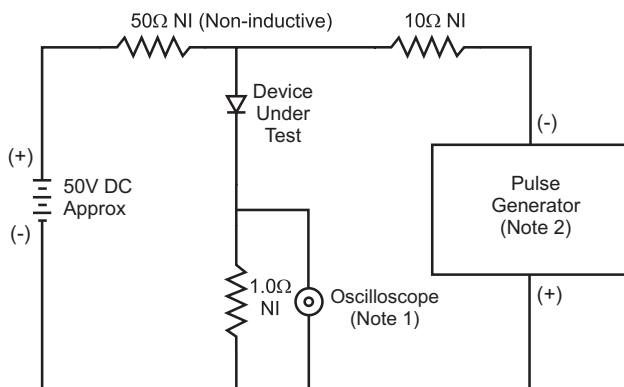 50Ω NI (Non-inductive)
10Ω NI
Device
Under
Test
(-)
(+)
50V DC
Approx
(-)
Pulse
Generator
(Note 2)
1.0Ω
NI
Oscilloscope
(Note 1)
(+)